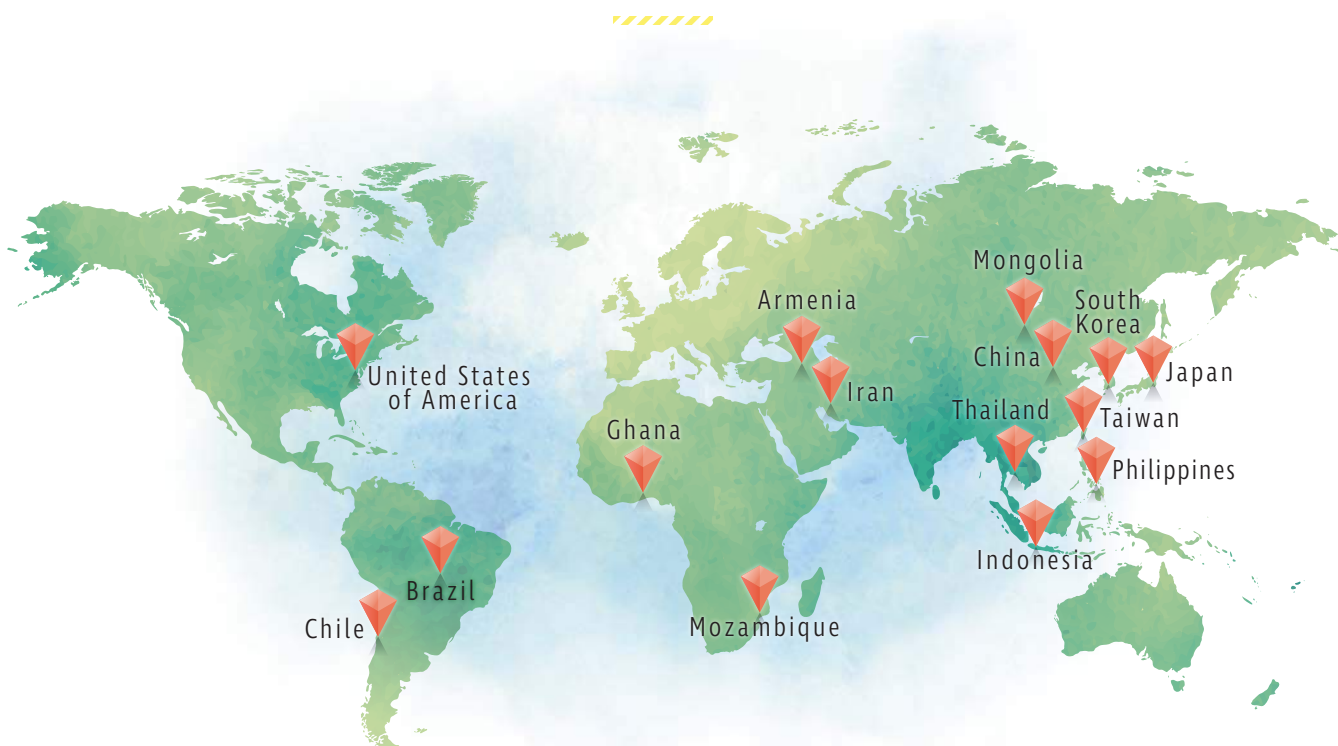 Mongolia
Armenia
South
Korea
China
Japan
United States
of America
Iran
Thailand
Taiwan
Ghana
Philippines
Indonesia
Brazil
Chile
Mozambique